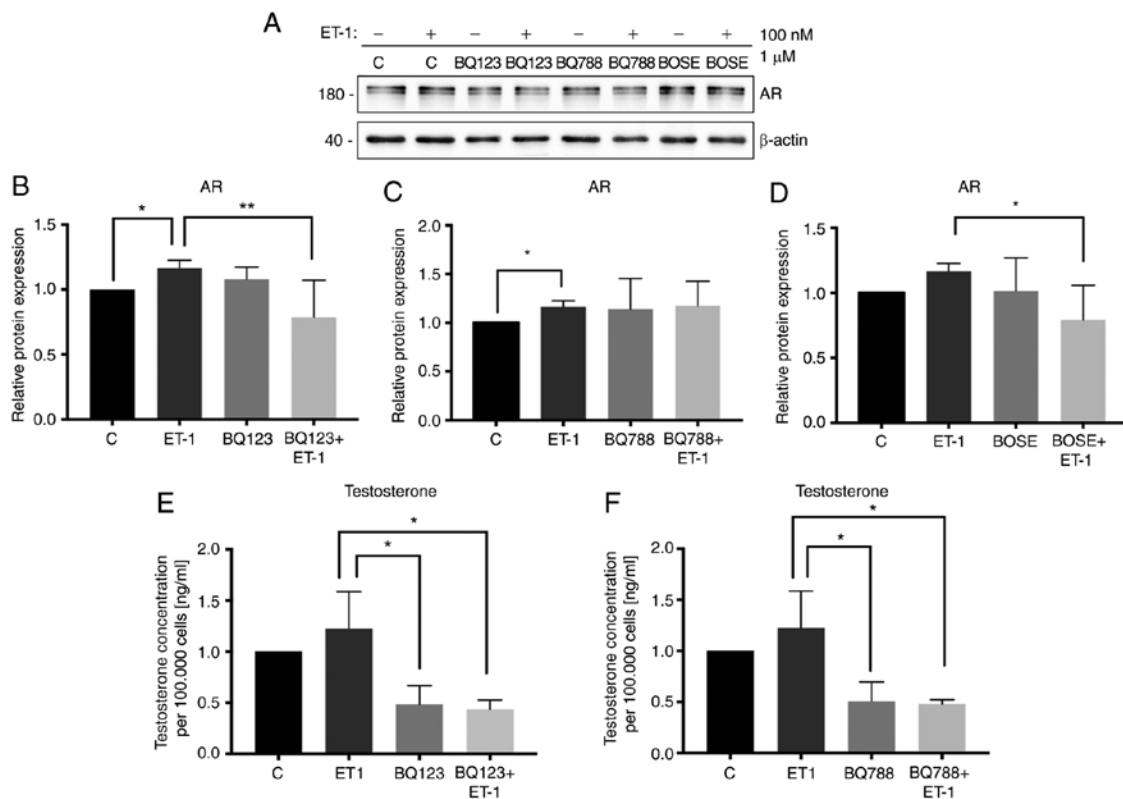 A
ET-1: – + – + – + – + 100 nM
C C BQ123 BQ123 BQ788 BQ788 BOSE BOSE 1 µM
180 - AR
40 - β-actin
B
AR
* **
Relative protein expression
1.5
1.0
0.5
0.0
C ET-1 BQ123 BQ123+
ET-1
C
AR
*
Relative protein expression
2.0
1.5
1.0
0.5
0.0
C ET-1 BQ788 BQ788+
ET-1
D
AR
*
Relative protein expression
1.5
1.0
0.5
0.0
C ET-1 BOSE BOSE+
ET-1
E
Testosterone
*
*
Testosterone concentration
per 100.000 cells [ng/ml]
2.0
1.5
1.0
0.5
0.0
C ET1 BQ123 BQ123+
ET-1
F
Testosterone
*
*
Testosterone concentration
per 100.000 cells [ng/ml]
2.0
1.5
1.0
0.5
0.0
C ET1 BQ788 BQ788+
ET-1